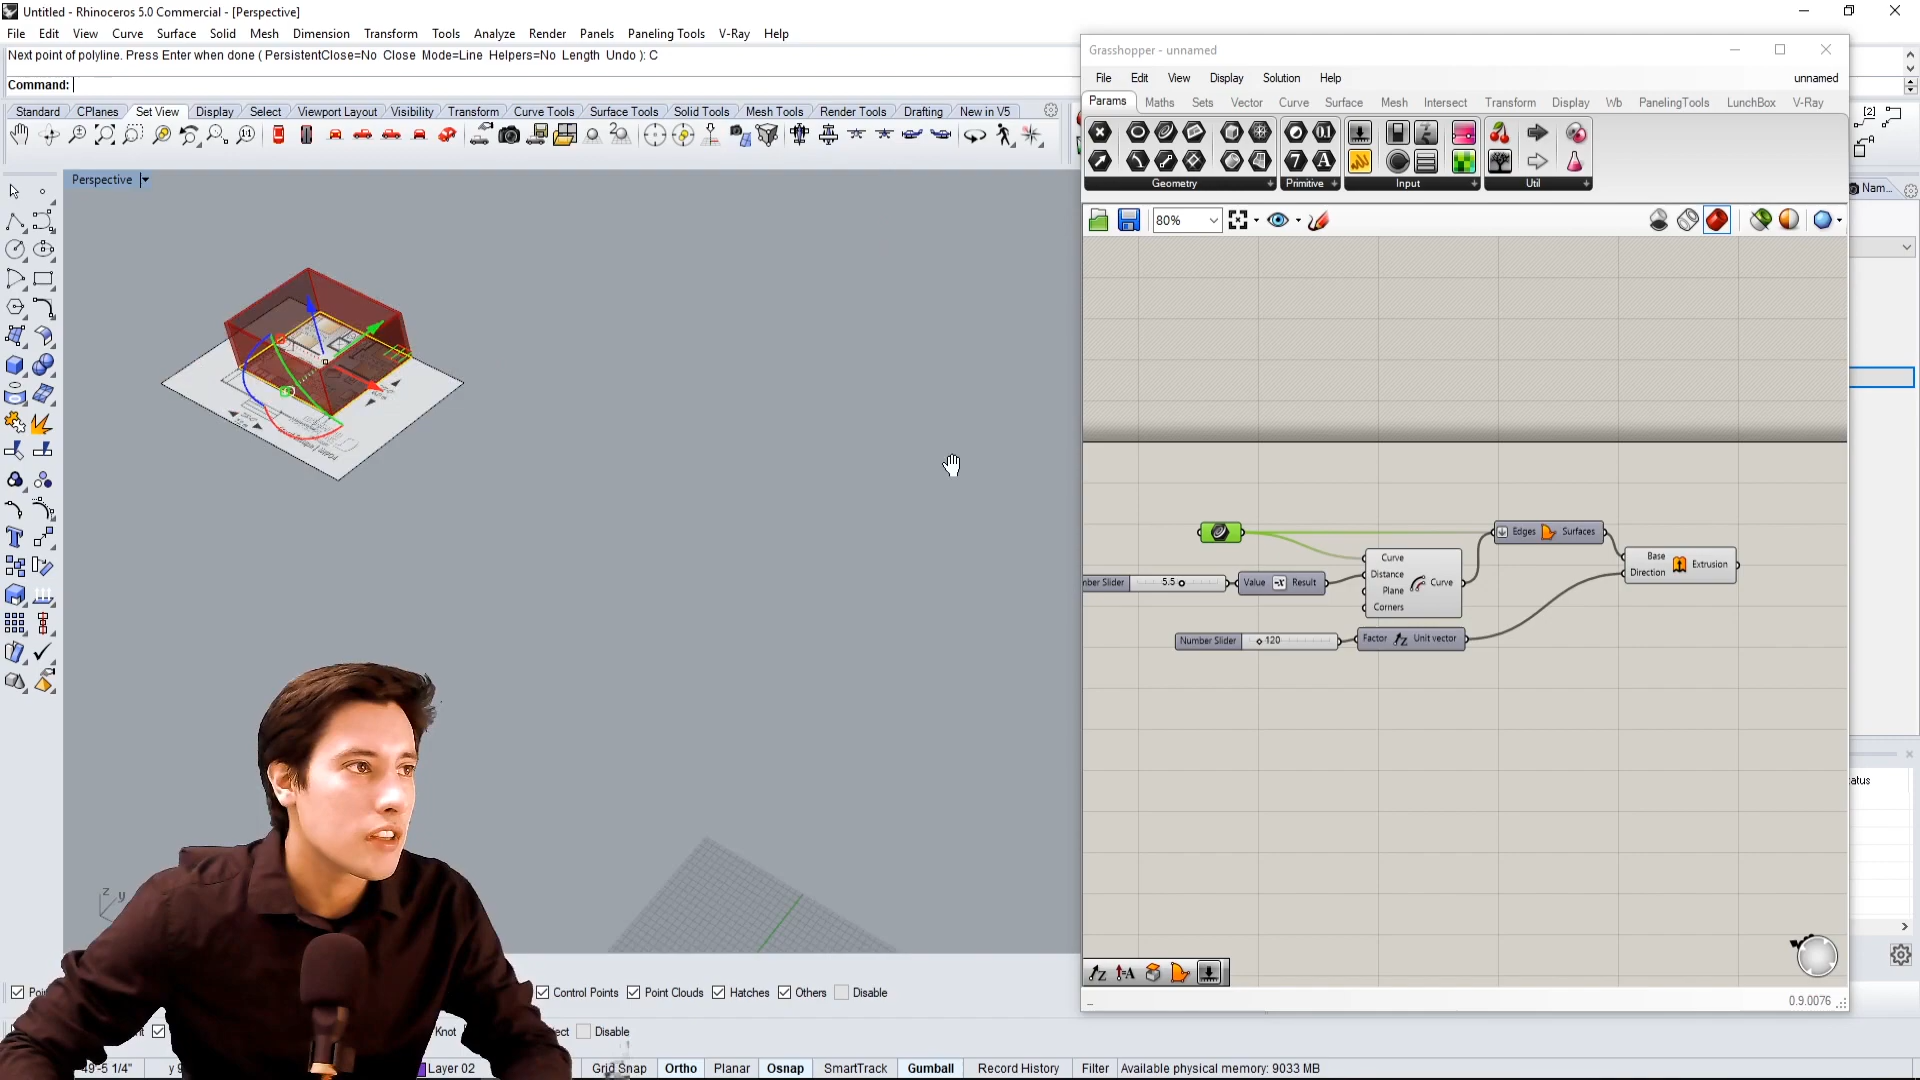 Untitled - Rhinoceros 5.0 Commercial - [Perspective]
File Edit View Curve Surface Solid Mesh Dimension Transform Tools Analyze Render Panels Paneling Tools V-Ray Help
Next point of polyline. Press Enter when done ( PersistentClose=No Close Mode=Line Helpers=No Length Undo ): C
Command:
Standard CPlanes Set View Display Select Viewport Layout Visibility Transform Curve Tools Surface Tools Solid Tools Mesh Tools Render Tools Drafting New in V5
Perspective
Grasshopper - unnamed
File Edit View Display Solution Help unnamed
Params Maths Sets Vector Curve Surface Mesh Intersect Transform Display Wb PanelingTools LunchBox V-Ray
Geometry Primitive Input Util
80%
Nam...
Edges Surfaces
Base
Direction
Extrusion
Curve
Distance
Plane
Corners
Curve
Slider 5.5
Value Result
Number Slider 120
Factor Unit vector
z
y
atus
Control Points Point Clouds Hatches Others Disable
Knot Disable
0.9.0076
Layer 02 Grid Snap Ortho Planar Osnap SmartTrack Gumball Record History Filter Available physical memory: 9033 MB